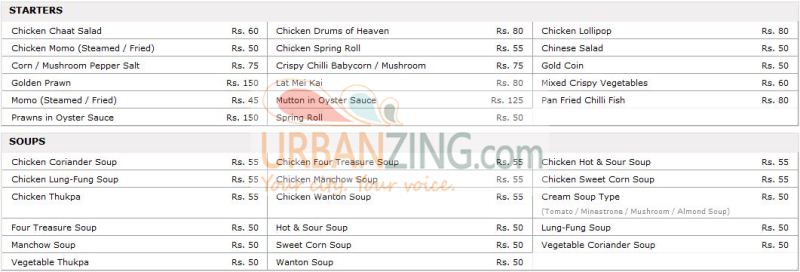 STARTERS
Chicken Chaat Salad Rs. 60 Chicken Drums of Heaven Rs. 80 Chicken Lollipop Rs. 80
Chicken Momo (Steamed / Fried) Rs. 50 Chicken Spring Roll Rs. 55 Chinese Salad Rs. 50
Corn / Mushroom Pepper Salt Rs. 75 Crispy Chilli Babycorn / Mushroom Rs. 75 Gold Coin Rs. 50
Golden Prawn Rs. 150 Lat Mei Kai Rs. 80 Mixed Crispy Vegetables Rs. 60
Momo (Steamed / Fried) Rs. 45 Mutton in Oyster Sauce Rs. 125 Pan Fried Chilli Fish Rs. 80
Prawns in Oyster Sauce Rs. 150 Spring Roll Rs. 50
SOUPS
URBANZING.com
Your city. Your voice.
Chicken Coriander Soup Rs. 55 Chicken Four Treasure Soup Rs. 55 Chicken Hot & Sour Soup Rs. 55
Chicken Lung-Fung Soup Rs. 55 Chicken Manchow Soup Rs. 55 Chicken Sweet Corn Soup Rs. 55
Chicken Thukpa Rs. 55 Chicken Wanton Soup Rs. 55 Cream Soup Type Rs. 50
(Tomato / Minestrone / Mushroom / Almond Soup)
Four Treasure Soup Rs. 50 Hot & Sour Soup Rs. 50 Lung-Fung Soup Rs. 50
Manchow Soup Rs. 50 Sweet Corn Soup Rs. 50 Vegetable Coriander Soup Rs. 50
Vegetable Thukpa Rs. 50 Wanton Soup Rs. 50